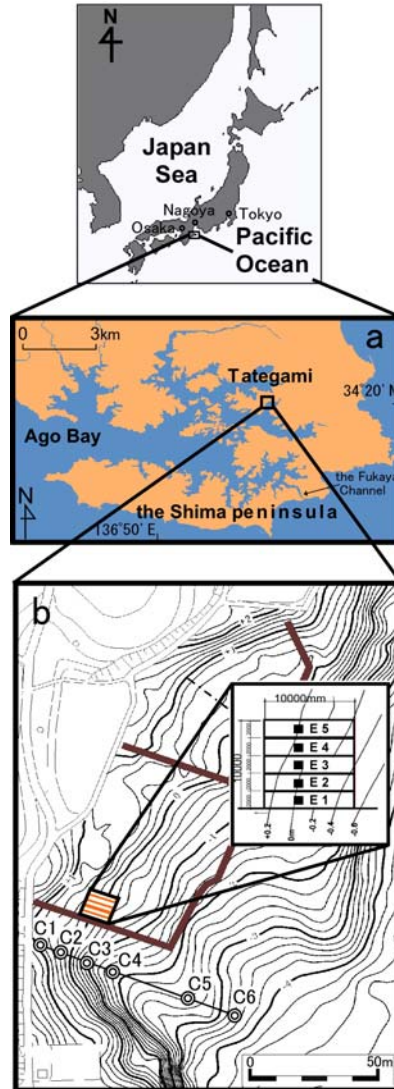 N
Japan
Sea
Nagoya
Tokyo
Osaka
Pacific
Ocean
0 3km
a
Tategami
34°20' N
Ago Bay
the Fukaya
Channel
N
the Shima peninsula
136°50' E
b
10000mm
10000
E 5
E 4
E 3
E 2
E 1
+0.2 0m -0.2 -0.4 -0.6
C1
C2
C3
C4
C5
C6
0 50m